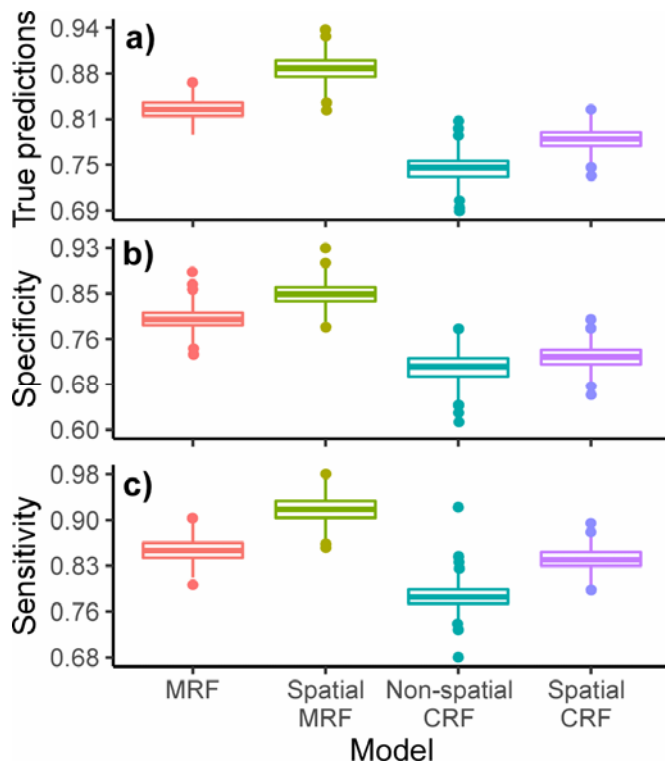 a)
True predictions
0.94
0.88
0.81
0.75
0.69
b)
Specificity
0.93
0.85
0.76
0.68
0.60
c)
Sensitivity
0.98
0.90
0.83
0.76
0.68
MRF
Spatial
MRF
Non-spatial
CRF
Spatial
CRF
Model